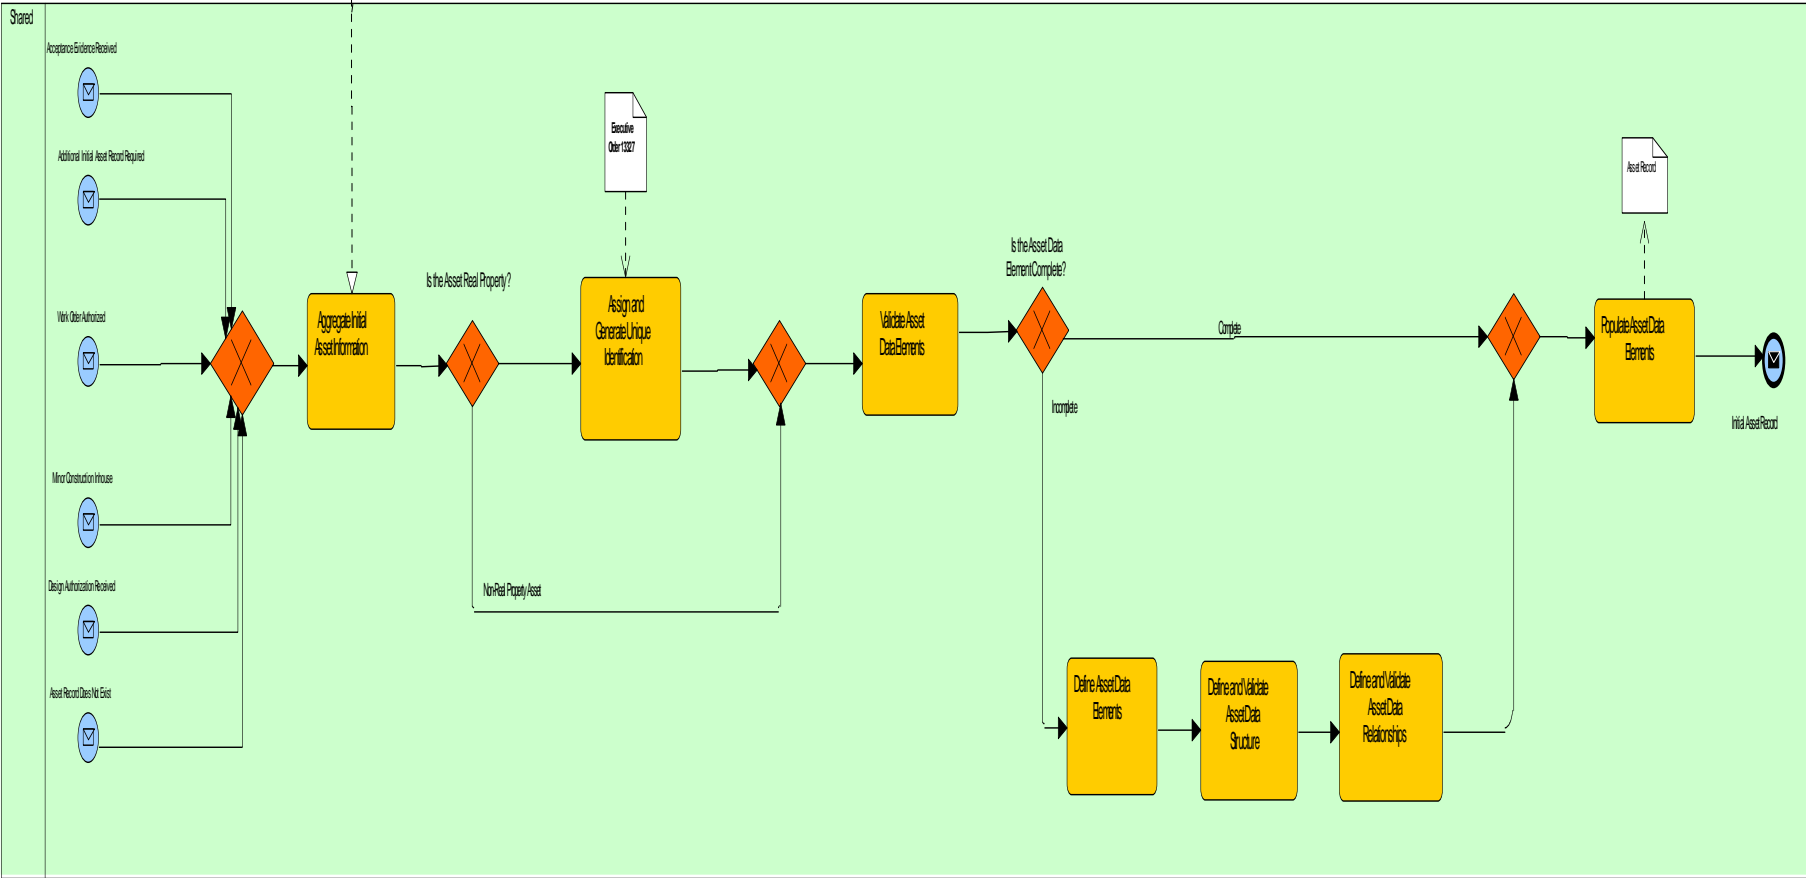 Shared
Acceptance Evidence Received
Additional Initial Asset Record Required
Work Order Authorized
Minor Construction Inhouse
Design Authorization Received
Asset Record Does Not Exist
Aggregate Initial
Asset Information
Is the Asset Real Property?
Non-Real Property Asset
Executive
Order 13327
Assign and
Generate Unique
Identification
Validate Asset
Data Elements
Is the Asset Data
Element Complete?
Complete
Incomplete
Define Asset Data
Elements
Define and Validate
Asset Data
Structure
Define and Validate
Asset Data
Relationships
Asset Record
Populate Asset Data
Elements
Initial Asset Record